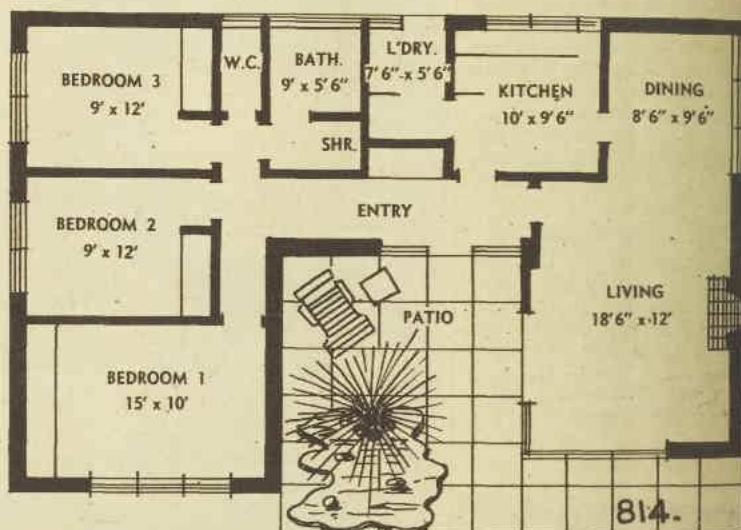 BEDROOM 3
9' x 12'
W.C.
BATH.
9' x 5'6"
L'DRY.
7'6" x 5'6"
KITCHEN
10' x 9'6"
DINING
8'6" x 9'6"
SHR.
BEDROOM 2
9' x 12'
ENTRY
LIVING
18'6" x 12'
PATIO
BEDROOM 1
15' x 10'
814.